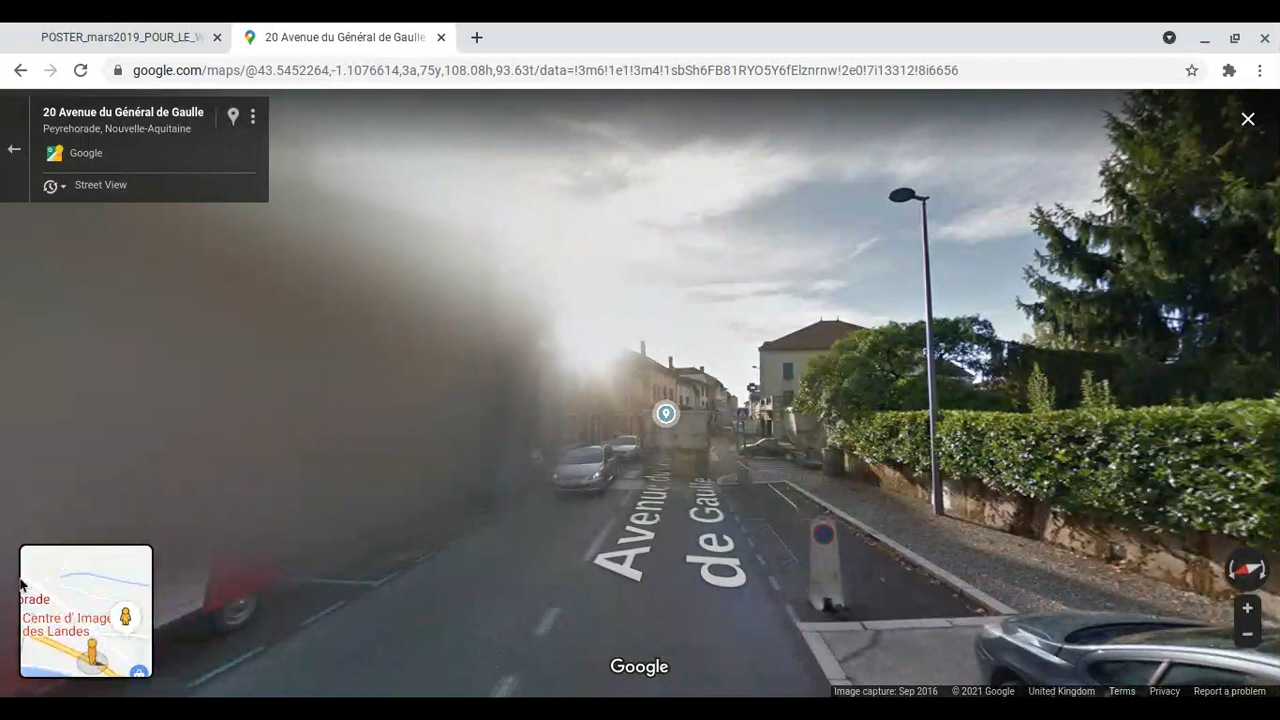 POSTER_mars2019_POUR_LE_W
20 Avenue du Général de Gaulle
google.com/maps/@43.5452264,-1.1076614,3a,75y,108.08h,93.63t/data=!3m6!1e1!3m4!1sbSh6FB81RYO5Y6fElznrnw!2e0!7i13312!8i6656
20 Avenue du Général de Gaulle
Peyrehorade, Nouvelle-Aquitaine
Google
Street View
Avenue du
de Gaulle
orade
Centre d' Image
des Landes
Google
Image capture: Sep 2016 © 2021 Google United Kingdom Terms Privacy Report a problem